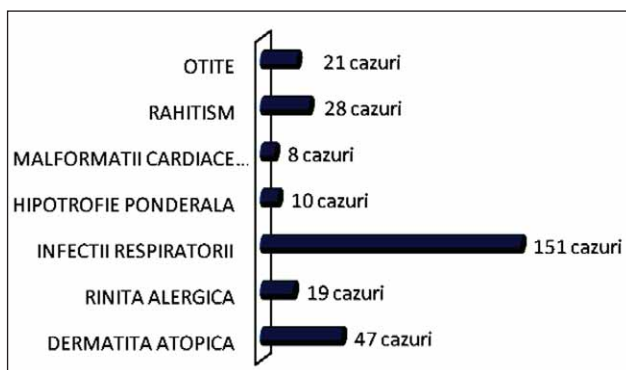 OTITE 21 cazuri
RAHITISM 28 cazuri
MALFORMATII CARDIACE... 8 cazuri
HIPOTROFIE PONDERALA 10 cazuri
INFECTII RESPIRATORII 151 cazuri
RINITA ALERGICA 19 cazuri
DERMATITA ATOPICA 47 cazuri